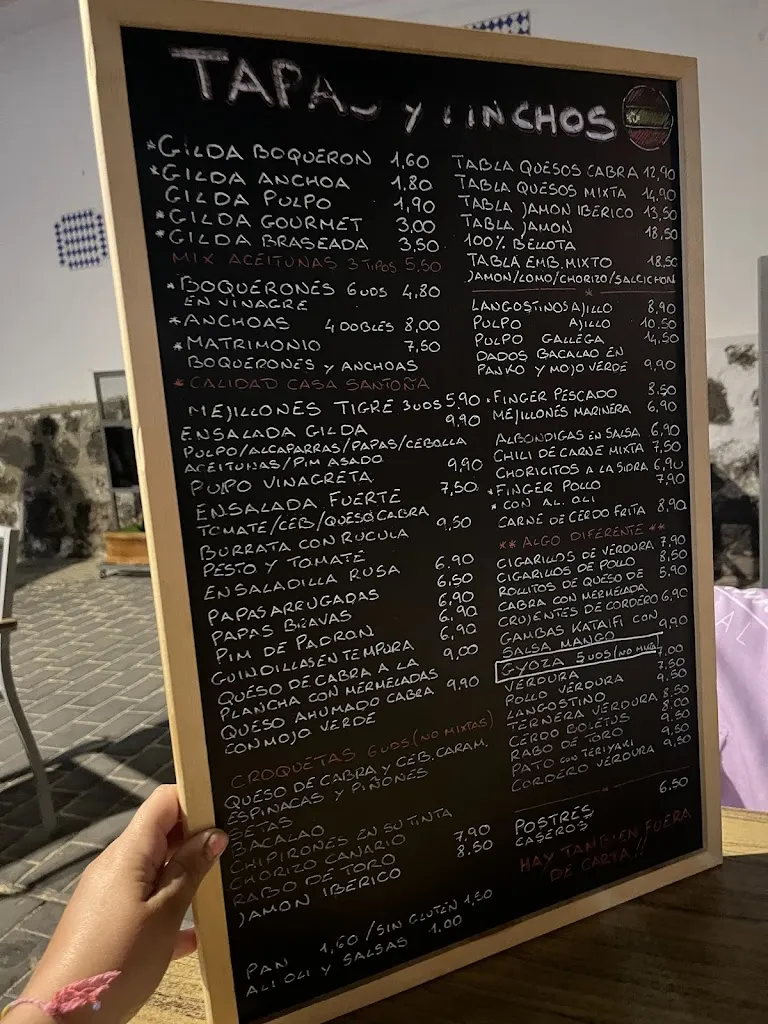 TAPAS Y PINCHOS
*GILDA BOQUERON 1,60
*GILDA ANCHOA 1.80
GILDA PULPO 1,90
*GILDA GOURMET 3,00
*GILDA BRASEADA 3,50
MIX ACEITUNAS 3 TIPOS 5,50
*BOQUERONES 6 UDS 4,80
EN VINAGRE
*ANCHOAS 4 DOBLES 8,00
*MATRIMONIO 7,50
BOQUERONES Y ANCHOAS
*CALIDAD CASA SANTOÑA
MEJILLONES TIGRE 3 UDS 5,90
ENSALADA GILDA 9,90
PULPO/ALCAPARRAS/PAPAS/CEBOLLA
ACEITUNAS/PIM ASADO
PULPO VINAGRETA 9,90
ENSALADA FUERTE 7,50
TOMATE/CEB/QUESO CABRA
BURRATA CON RUCULA 9,50
PESTO Y TOMATE
ENSALADILLA RUSA 6.90
PAPAS ARRUGADAS 6.50
PAPAS BRAVAS 6,90
PIM DE PADRON 6,90
GUINDILLAS EN TEMPURA 6,90
QUESO DE CABRA A LA 9,00
PLANCHA CON MERMELADAS
QUESO AHUMADO CABRA 9,90
CON MOJO VERDE
CROQUETAS 6 UDS (NO MIXTAS)
QUESO DE CABRA Y CEB. CARAM.
ESPINACAS Y PIÑONES
SETAS
BACALAO
CHIPIRONES EN SU TINTA
CHORIZO CANARIO 7.90
RABO DE TORO 8.50
JAMON IBERICO
PAN 1,60 /SIN GLUTEN 1,50
ALI OLI Y SALSAS 1.00
TABLA QUESOS CABRA 12,90
TABLA QUESOS MIXTA 14,90
TABLA JAMON IBERICO 13,50
TABLA JAMON 18,50
100% BELLOTA
TABLA EMB. MIXTO 18.50
JAMON/LOMO/CHORIZO/SALCICHON
*
LANGOSTINOS AJILLO 8,90
PULPO AJILLO 10.50
PULPO GALLEGA 14,50
DADOS BACALAO EN
PANKO Y MOJO VERDE 9,90
*FINGER PESCADO 8.50
MEJILLONES MARINERA 6,90
ALBONDIGAS EN SALSA 6,90
CHILI DE CARNE MIXTA 7,50
CHORICITOS A LA SIDRA 6,90
*FINGER POLLO 7.90
* CON ALI OLI
CARNE DE CERDO FRITA 8,90
** ALGO DIFERENTE **
CIGARILLOS DE VERDURA 7,90
CIGARILLOS DE POLLO 8,50
ROLLITOS DE QUESO DE 5.90
CABRA CON MERMELADA
CRUJIENTES DE CORDERO 6,90
GAMBAS KATAIFI CON 9,90
SALSA MANGO
GYOZA 5 UDS (NO MIXTA)
VERDURA 7,00
POLLO VERDURA 7.50
LANGOSTINO 9.50
TERNERA VERDURA 8.50
CERDO BOLETUS 8.00
RABO DE TORO 9,50
PATO CON TERIYAKI 9.50
CORDERO VERDURA 9,50
POSTRES 6.50
CASEROS
HAY TAMBIEN FUERA
DE CARTA!!